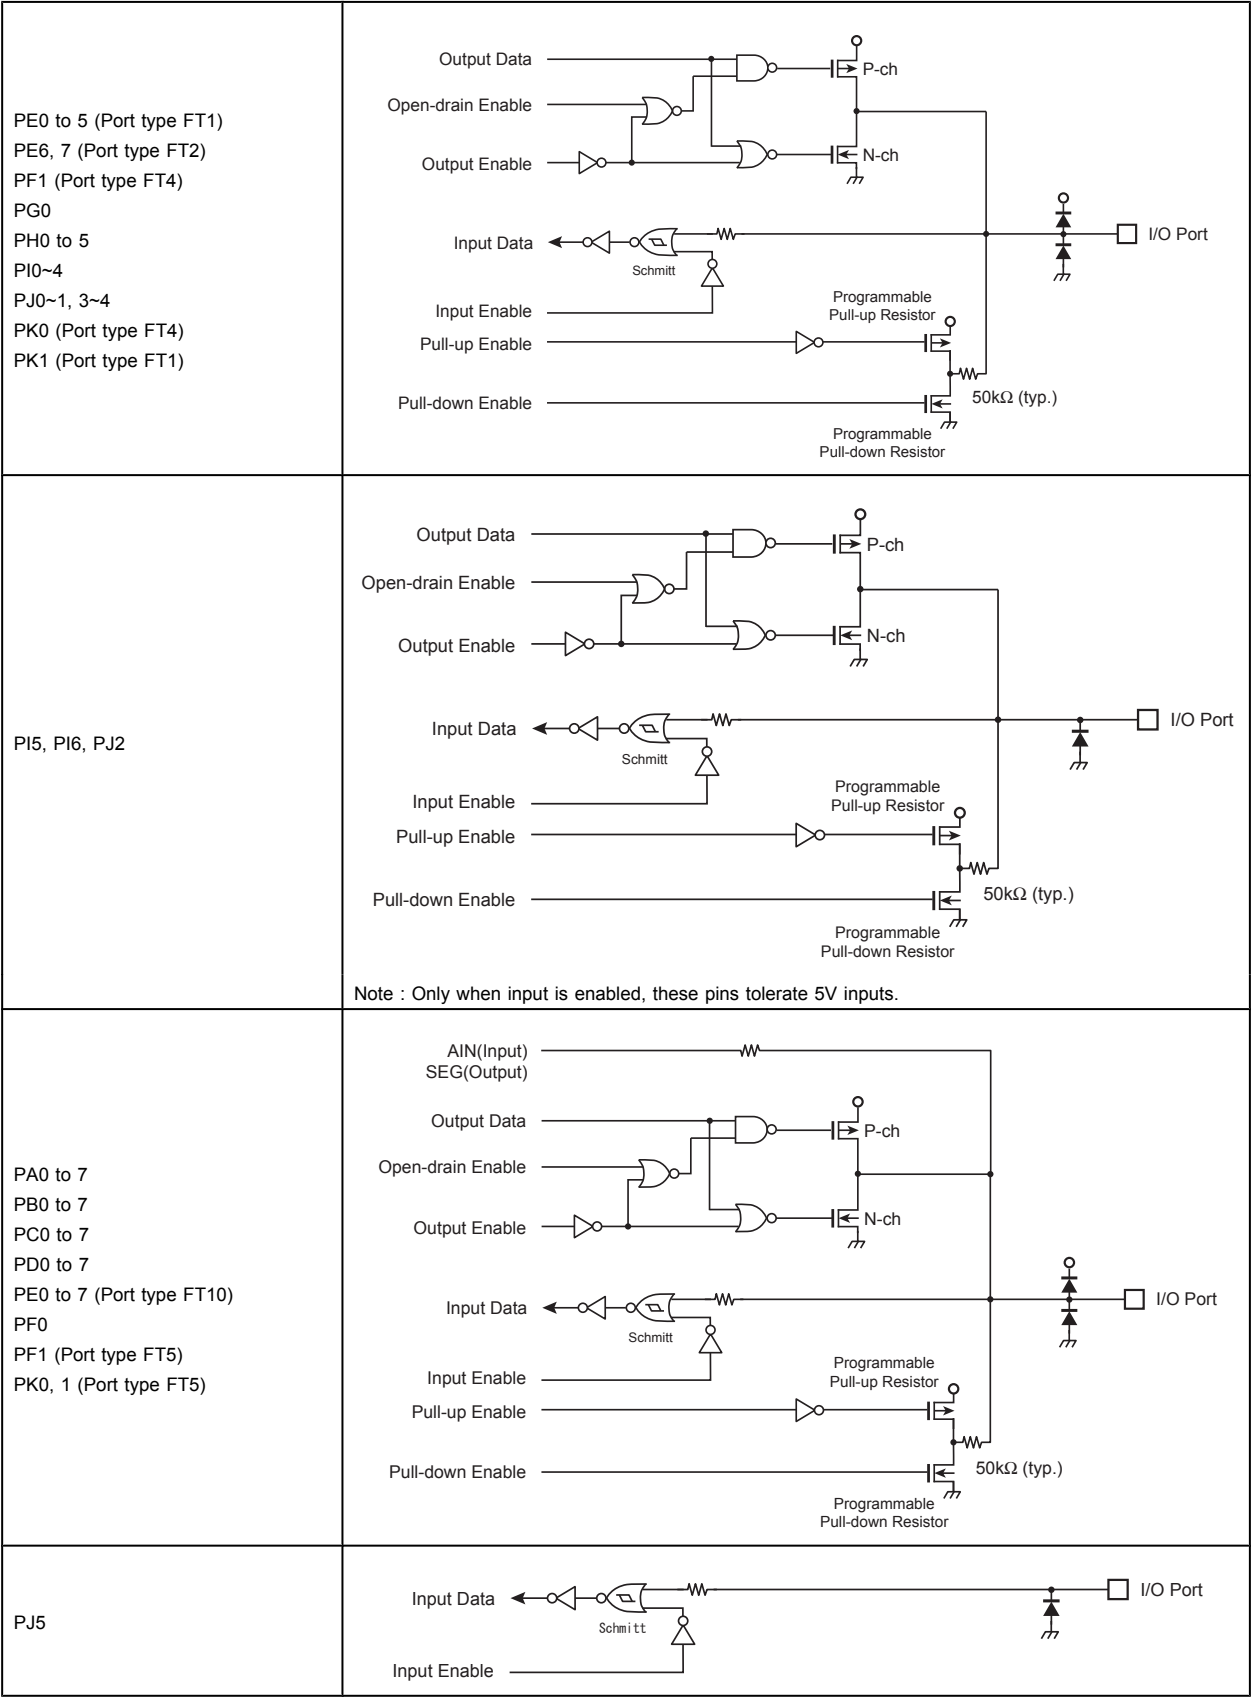 PE0 to 5 (Port type FT1)
PE6, 7 (Port type FT2)
PF1 (Port type FT4)
PG0
PH0 to 5
PI0~4
PJ0~1, 3~4
PK0 (Port type FT4)
PK1 (Port type FT1)
Output Data
P-ch
Open-drain Enable
Output Enable
N-ch
I/O Port
Input Data
Schmitt
Input Enable
Programmable
Pull-up Resistor
Pull-up Enable
50kΩ (typ.)
Pull-down Enable
Programmable
Pull-down Resistor
PI5, PI6, PJ2
Output Data
P-ch
Open-drain Enable
Output Enable
N-ch
I/O Port
Input Data
Schmitt
Input Enable
Programmable
Pull-up Resistor
Pull-up Enable
50kΩ (typ.)
Pull-down Enable
Programmable
Pull-down Resistor
Note : Only when input is enabled, these pins tolerate 5V inputs.
PA0 to 7
PB0 to 7
PC0 to 7
PD0 to 7
PE0 to 7 (Port type FT10)
PF0
PF1 (Port type FT5)
PK0, 1 (Port type FT5)
AIN(Input)
SEG(Output)
Output Data
P-ch
Open-drain Enable
Output Enable
N-ch
I/O Port
Input Data
Schmitt
Input Enable
Programmable
Pull-up Resistor
Pull-up Enable
50kΩ (typ.)
Pull-down Enable
Programmable
Pull-down Resistor
PJ5
Input Data
Schmitt
I/O Port
Input Enable